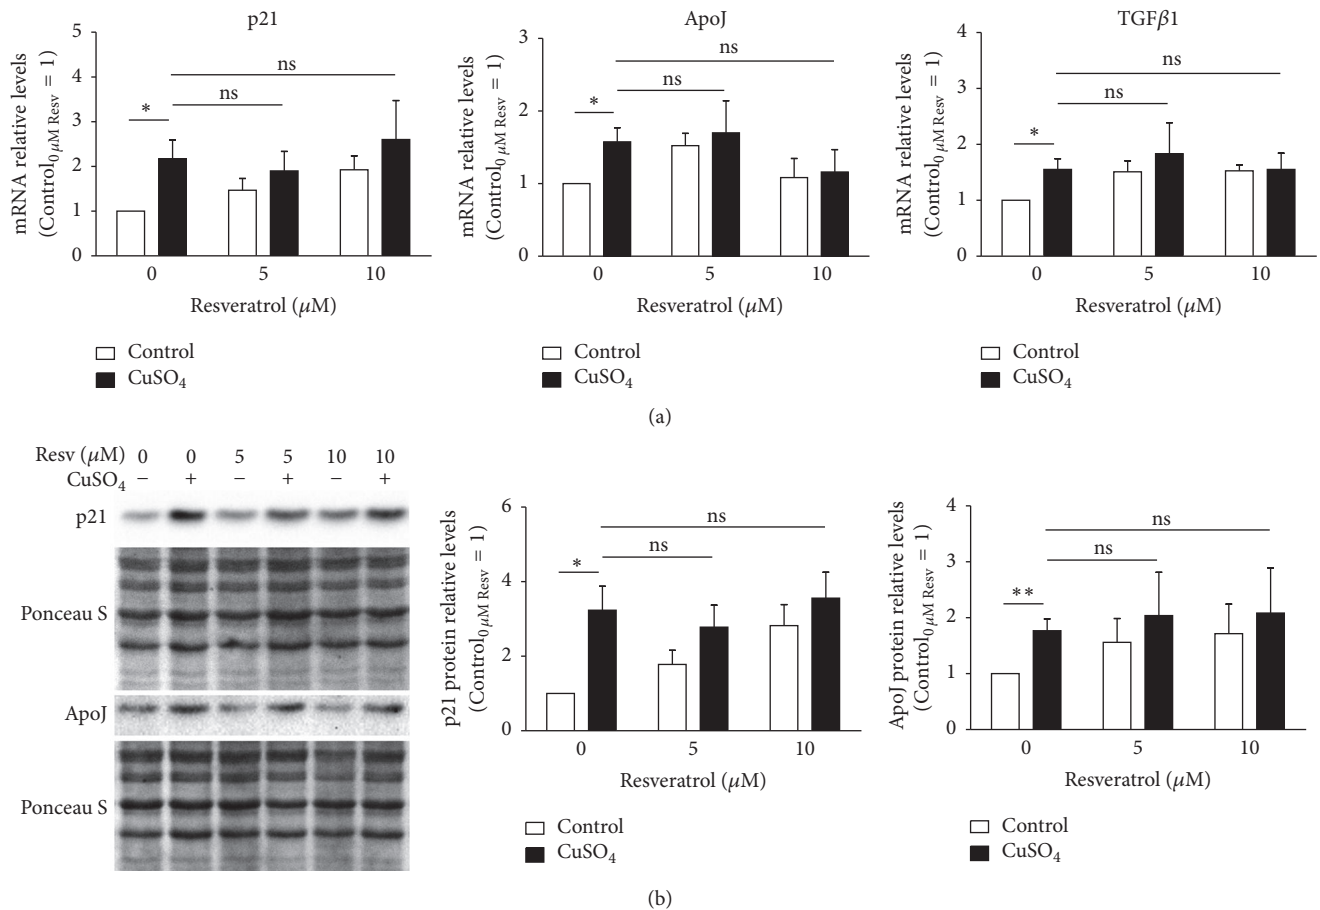 p21
mRNA relative levels
(Control0 μM Resv = 1)
5
4
3
2
1
0
*
ns
ns
0 5 10
Resveratrol (μM)
Control
CuSO4
ApoJ
mRNA relative levels
(Control0 μM Resv = 1)
3
2
1
0
*
ns
ns
0 5 10
Resveratrol (μM)
Control
CuSO4
TGFβ1
mRNA relative levels
(Control0 μM Resv = 1)
4
3
2
1
0
*
ns
ns
0 5 10
Resveratrol (μM)
Control
CuSO4
(a)
Resv (μM) 0 0 5 5 10 10
CuSO4 − + − + − +
p21
Ponceau S
ApoJ
Ponceau S
p21 protein relative levels
(Control0 μM Resv = 1)
6
4
2
0
*
ns
ns
0 5 10
Resveratrol (μM)
Control
CuSO4
ApoJ protein relative levels
(Control0 μM Resv = 1)
4
3
2
1
0
**
ns
ns
0 5 10
Resveratrol (μM)
Control
CuSO4
(b)